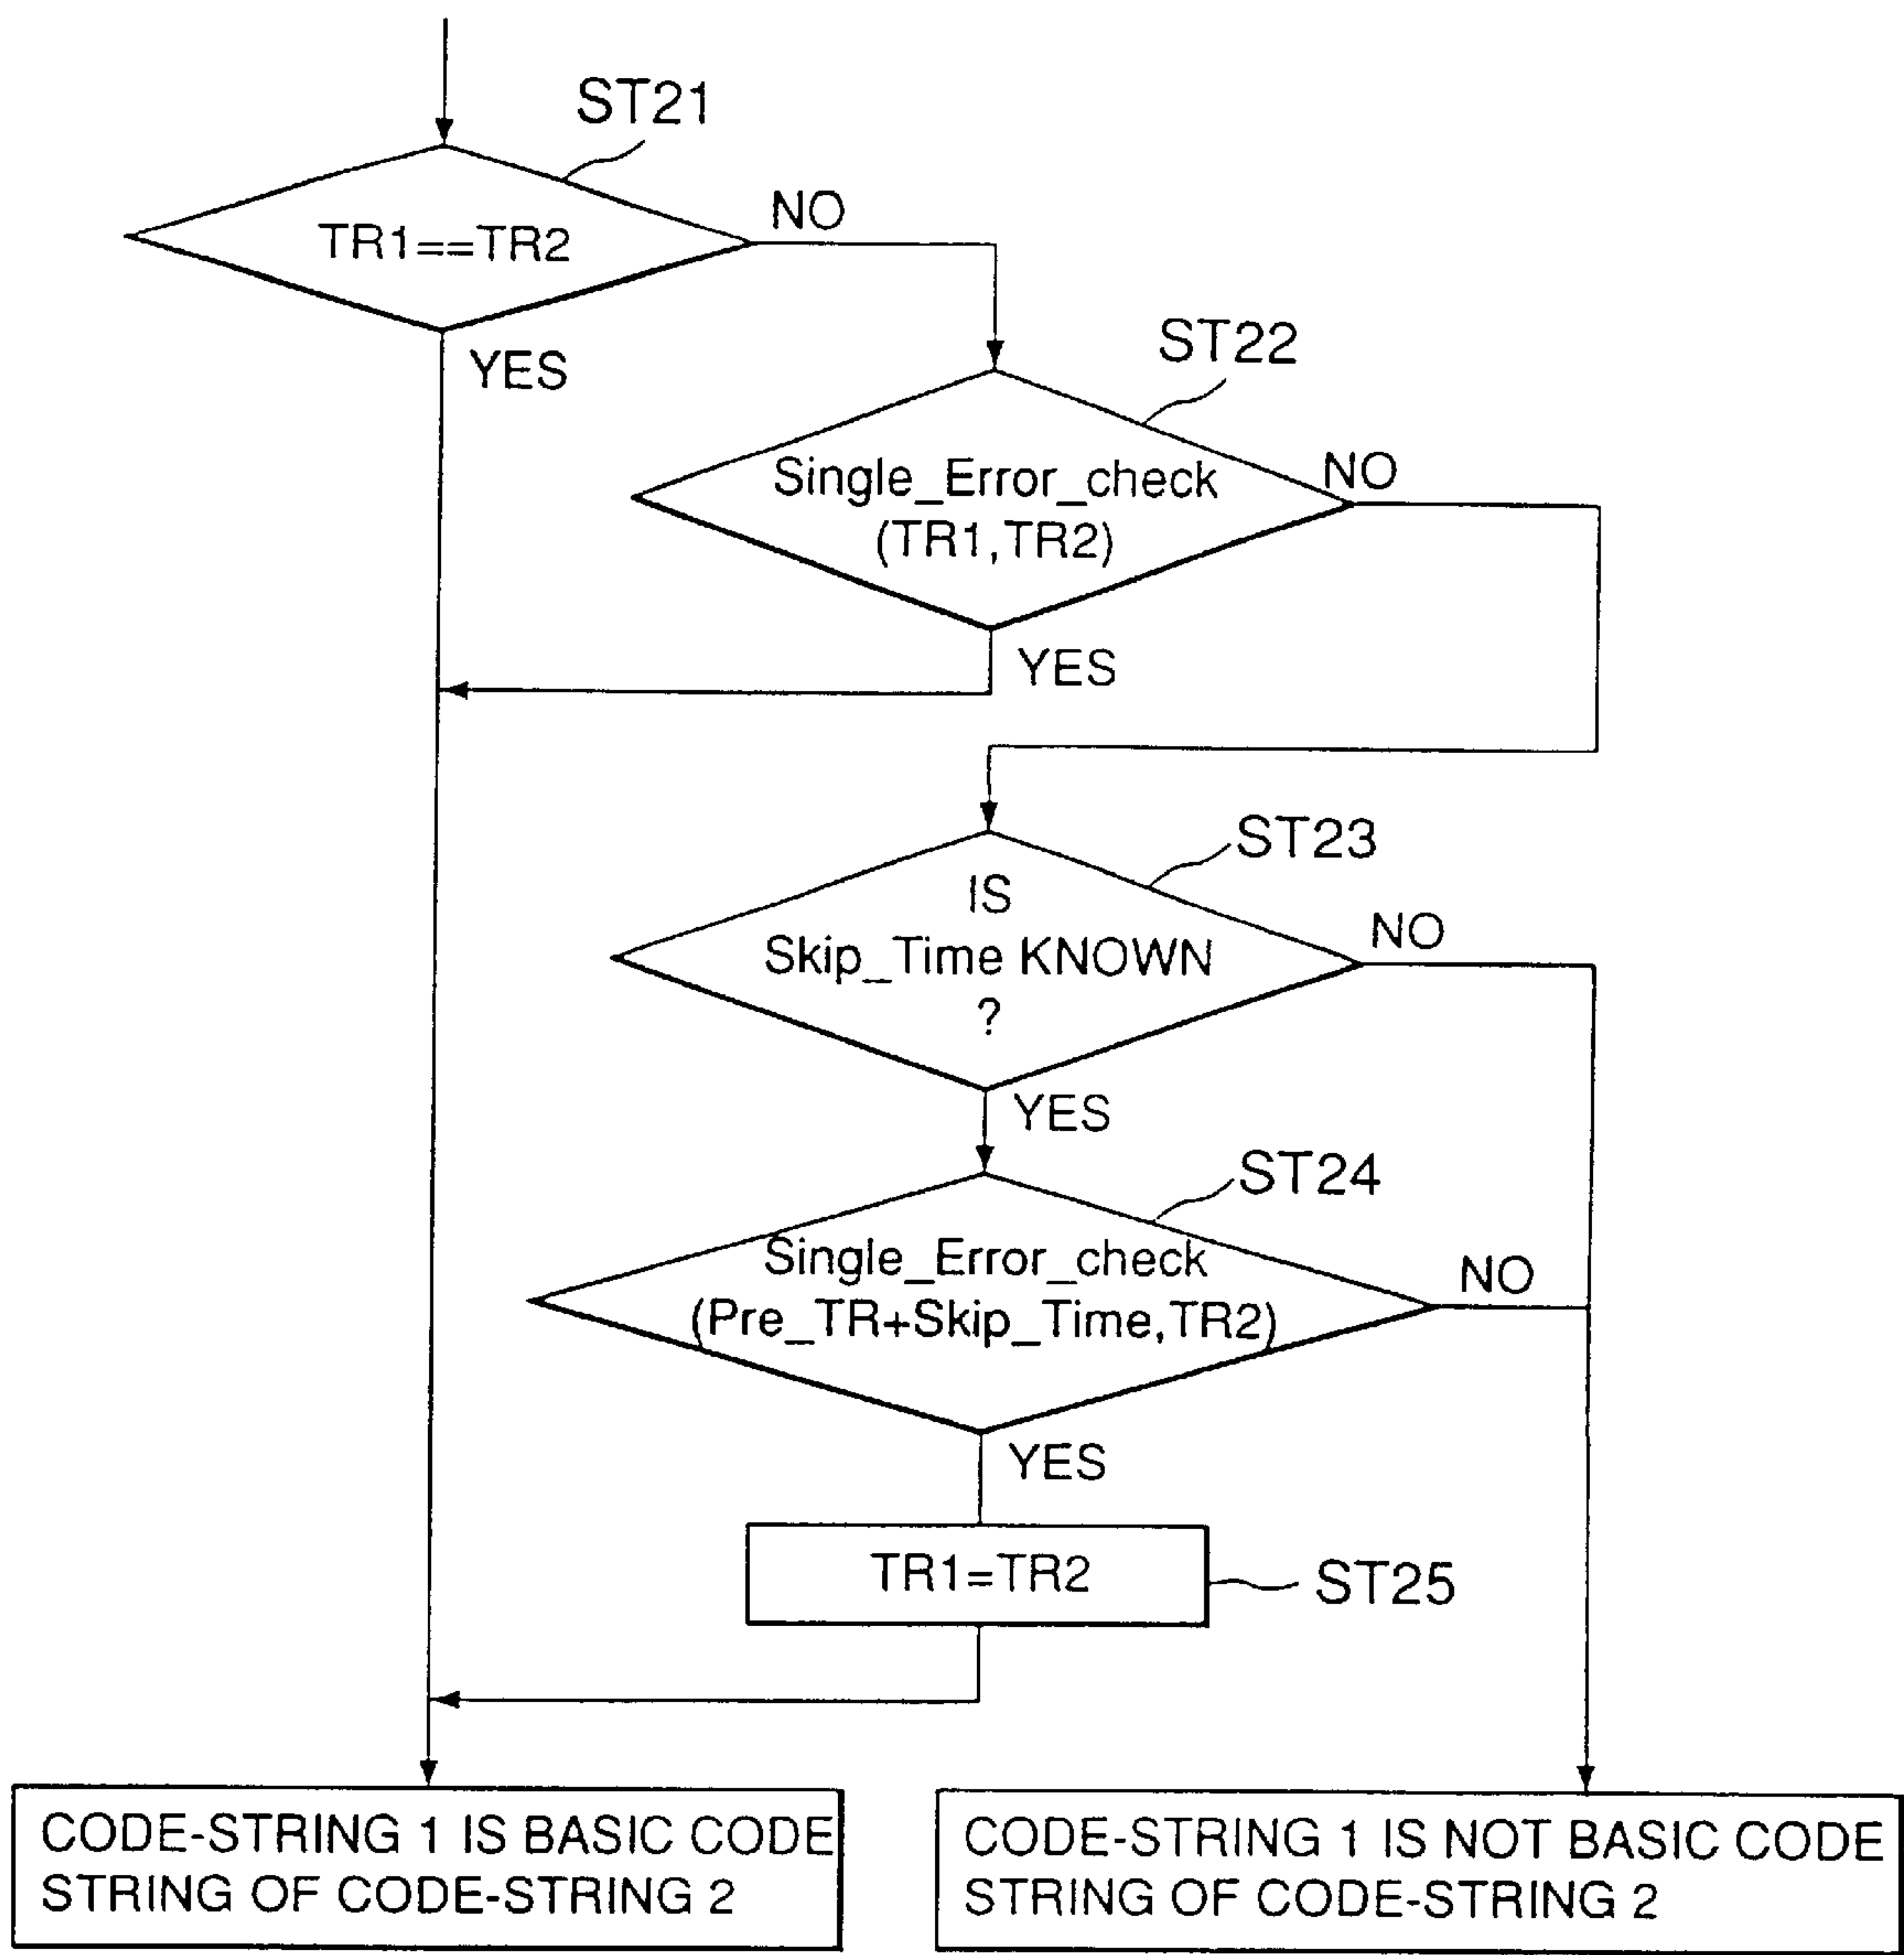 ST21
TR1==TR2
NO
YES
ST22
Single_Error_check
(TR1,TR2)
NO
YES
ST23
IS
Skip_Time KNOWN
?
NO
YES
ST24
Single_Error_check
(Pre_TR+Skip_Time,TR2)
NO
YES
TR1=TR2
ST25
CODE-STRING 1 IS BASIC CODE
STRING OF CODE-STRING 2
CODE-STRING 1 IS NOT BASIC CODE
STRING OF CODE-STRING 2